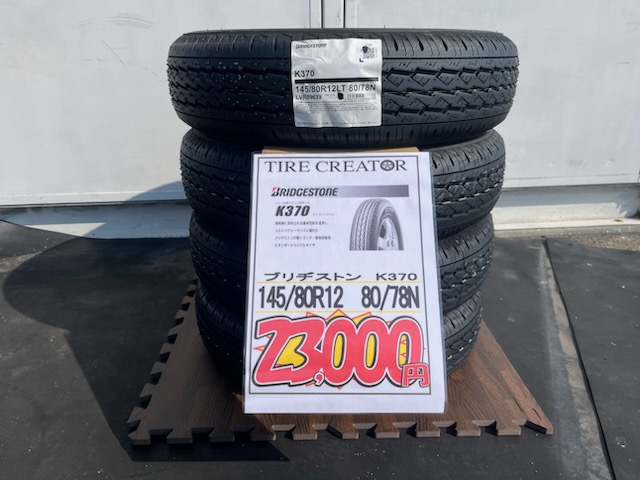 BRIDGESTONE
K370
145/80R12LT 80/78N
LVR09639
TIRE CREATOR
BRIDGESTONE
K370
ブリヂストン K370
145/80R12 80/78N
23,000円